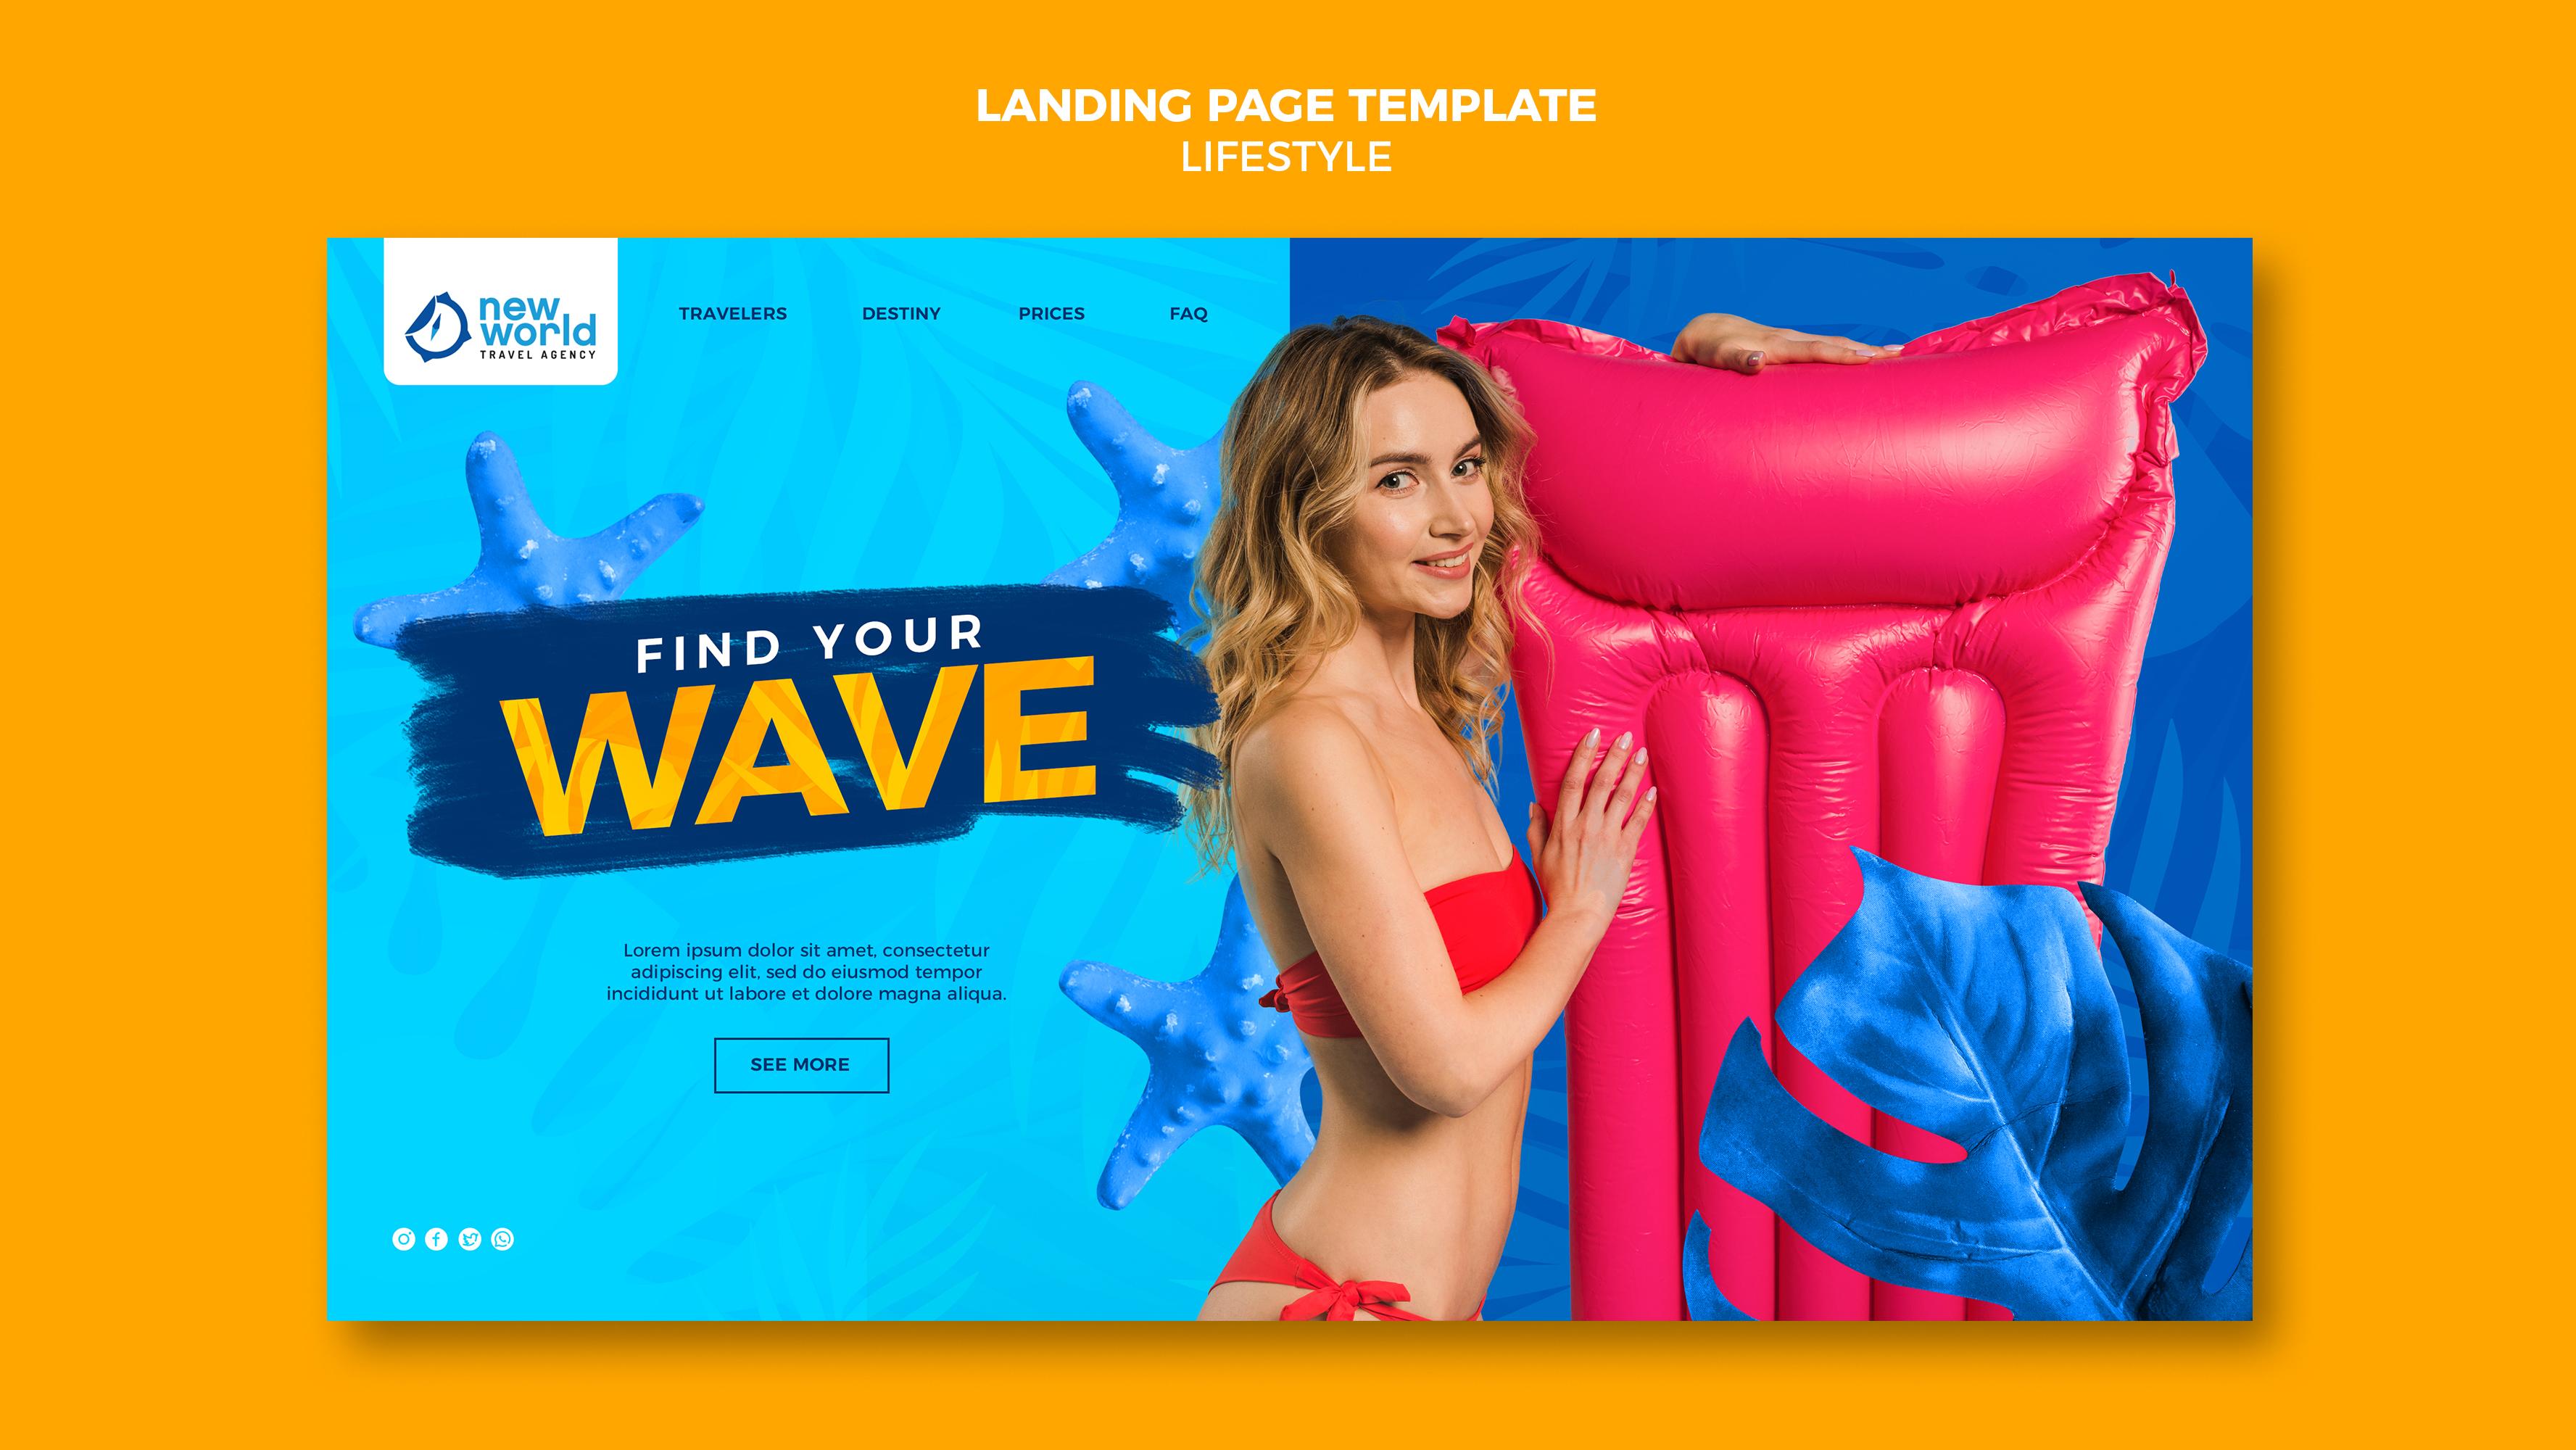 LANDING PAGE TEMPLATE
LIFESTYLE
new
world
TRAVEL AGENCY
TRAVELERS DESTINY PRICES FAQ
FIND YOUR
WAVE
Lorem ipsum dolor sit amet, consectetur
adipiscing elit, sed do eiusmod tempor
incididunt ut labore et dolore magna aliqua.
SEE MORE